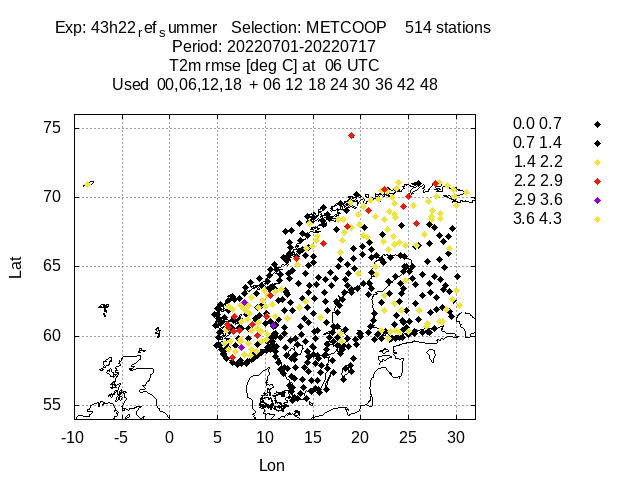 Exp: 43h22ref summer   Selection: METCOOP    514 stations
Period: 20220701-20220717
T2m rmse [deg C] at  06 UTC
Used  00,06,12,18  + 06 12 18 24 30 36 42 48
75
70
65
60
55
Lat
-10 -5 0 5 10 15 20 25 30
Lon
0.0 0.7
0.7 1.4
1.4 2.2
2.2 2.9
2.9 3.6
3.6 4.3